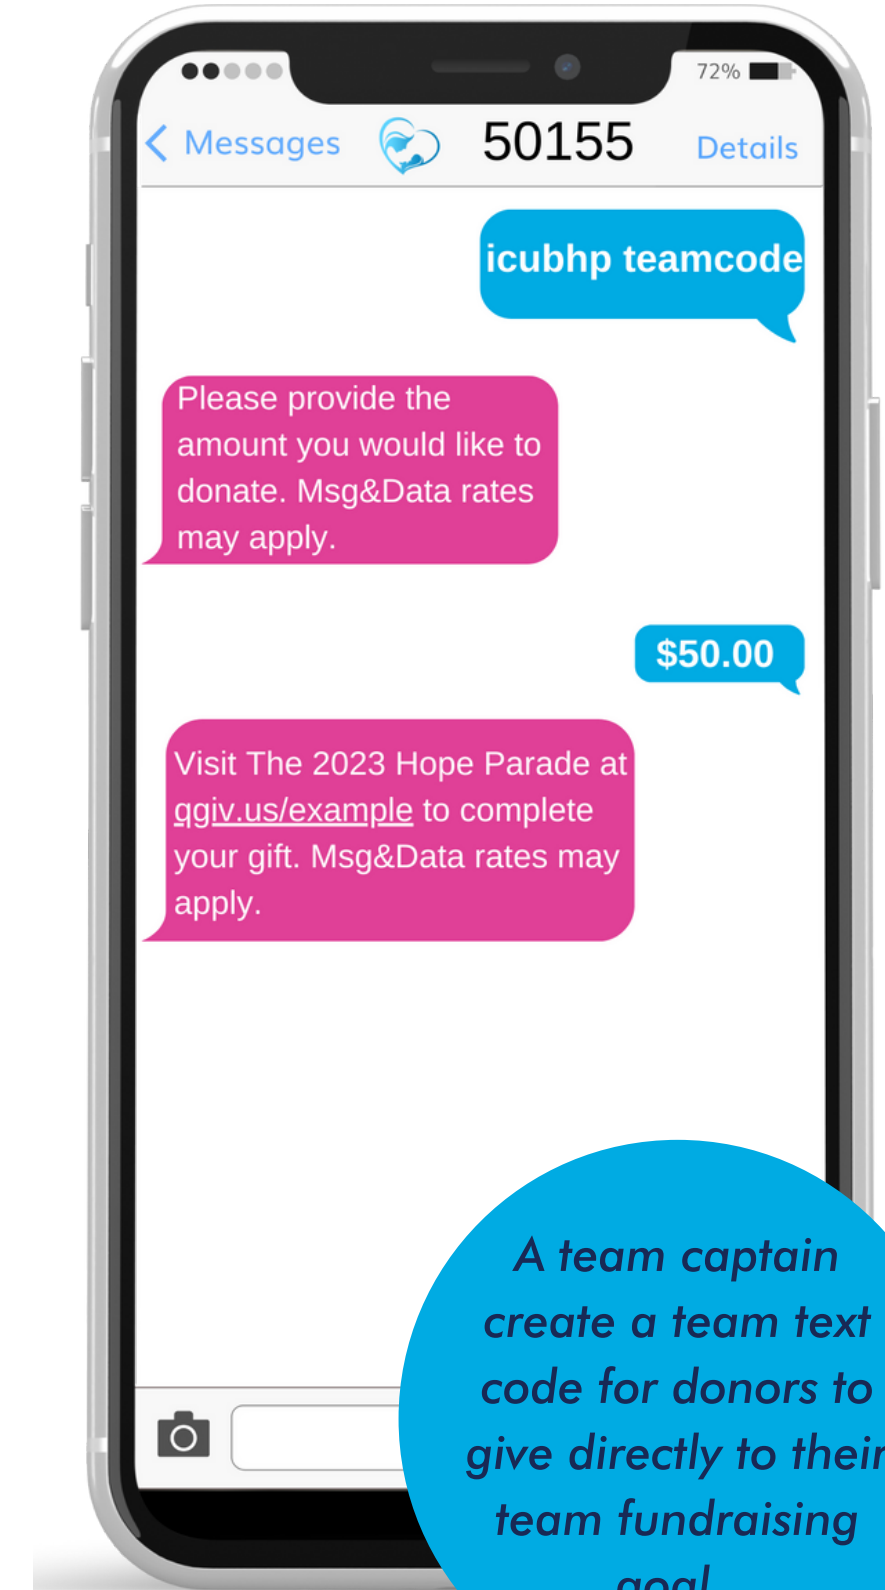 72%
Messages 50155 Details
icubhp teamcode
Please provide the
amount you would like to
donate. Msg&Data rates
may apply.
$50.00
Visit The 2023 Hope Parade at
qgiv.us/example to complete
your gift. Msg&Data rates may
apply.
A team captain
create a team text
code for donors to
give directly to their
team fundraising
goal